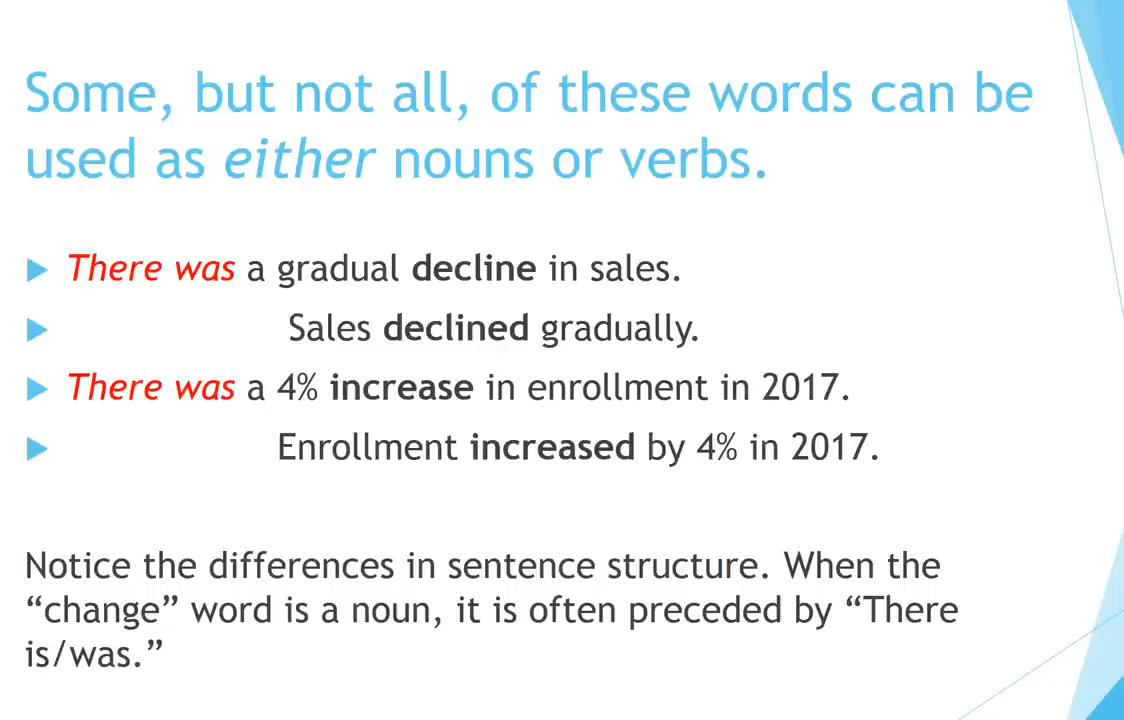 Some, but not all, of these words can be
used as either nouns or verbs.
There was a gradual decline in sales.
Sales declined gradually.
There was a 4% increase in enrollment in 2017.
Enrollment increased by 4% in 2017.
Notice the differences in sentence structure. When the
“change” word is a noun, it is often preceded by “There
is/was.”